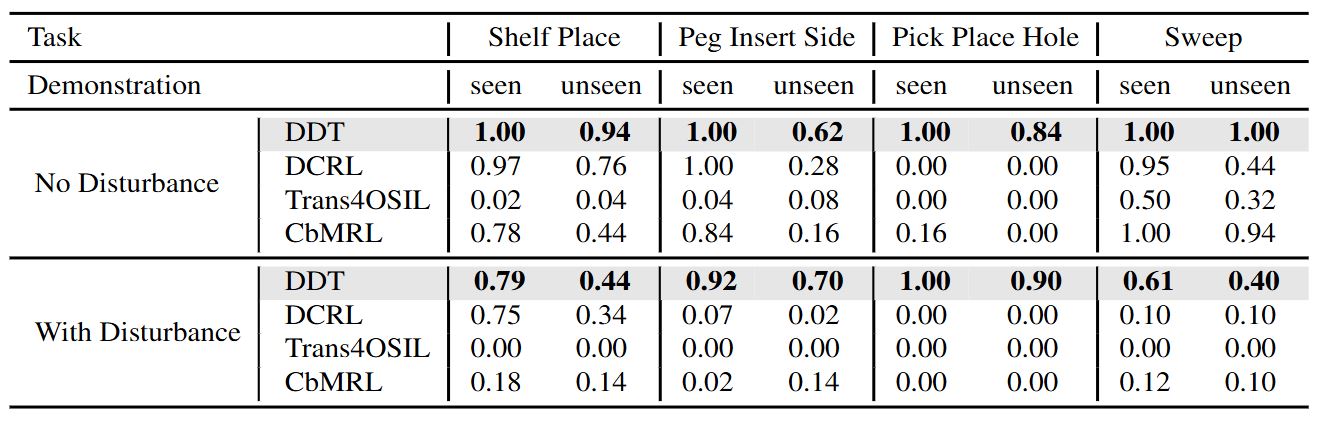 Task Shelf Place Peg Insert Side Pick Place Hole Sweep
Demonstration seen unseen seen unseen seen unseen seen unseen
No Disturbance
DDT 1.00 0.94 1.00 0.62 1.00 0.84 1.00 1.00
DCRL 0.97 0.76 1.00 0.28 0.00 0.00 0.95 0.44
Trans4OSIL 0.02 0.04 0.04 0.08 0.00 0.00 0.50 0.32
CbMRL 0.78 0.44 0.84 0.16 0.16 0.00 1.00 0.94
With Disturbance
DDT 0.79 0.44 0.92 0.70 1.00 0.90 0.61 0.40
DCRL 0.75 0.34 0.07 0.02 0.00 0.00 0.10 0.10
Trans4OSIL 0.00 0.00 0.00 0.00 0.00 0.00 0.00 0.00
CbMRL 0.18 0.14 0.02 0.14 0.00 0.00 0.12 0.10